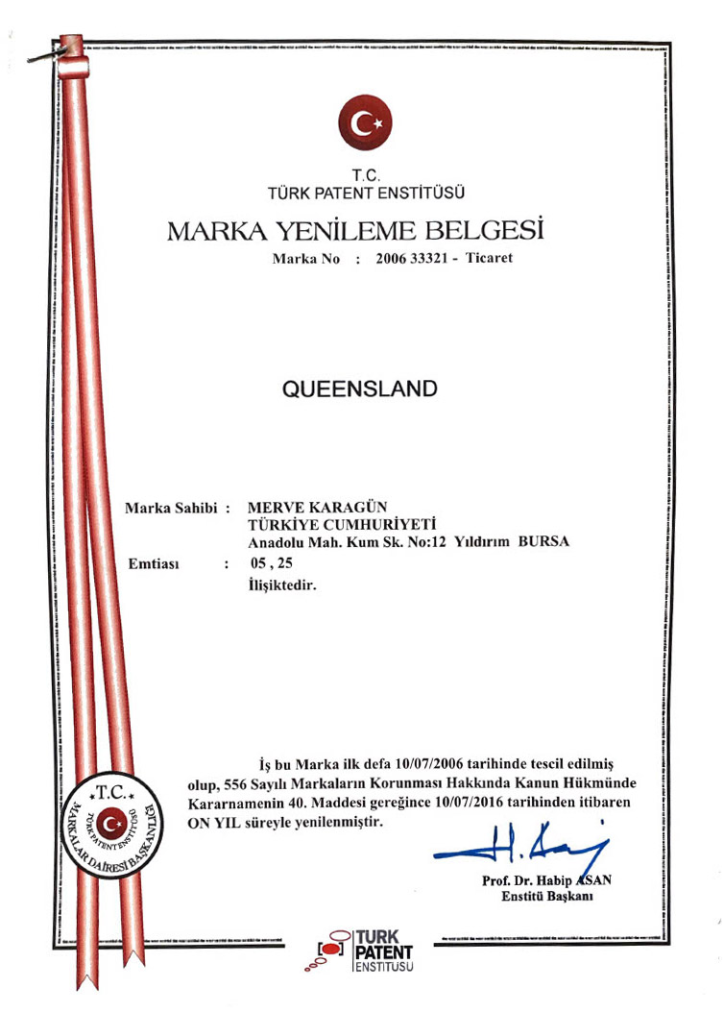 T.C.
TÜRK PATENT ENSTİTÜSÜ
MARKA YENİLEME BELGESİ
Marka No : 2006 33321 - Ticaret
QUEENSLAND
Marka Sahibi : MERVE KARAGÜN
TÜRKİYE CUMHURİYETİ
Anadolu Mah. Kum Sk. No:12 Yıldırım BURSA
Emtiası : 05 , 25
İlişiktedir.
İş bu Marka ilk defa 10/07/2006 tarihinde tescil edilmiş
olup, 556 Sayılı Markaların Korunması Hakkında Kanun Hükmünde
Kararnamenin 40. Maddesi gereğince 10/07/2016 tarihinden itibaren
ON YIL süreyle yenilenmiştir.
Prof. Dr. Habip ASAN
Enstitü Başkanı
T.C.
TÜRK PATENT ENSTİTÜSÜ
MARKALAR DAİRESİ BAŞKANLIĞI
TURK
PATENT
ENSTİTÜSÜ